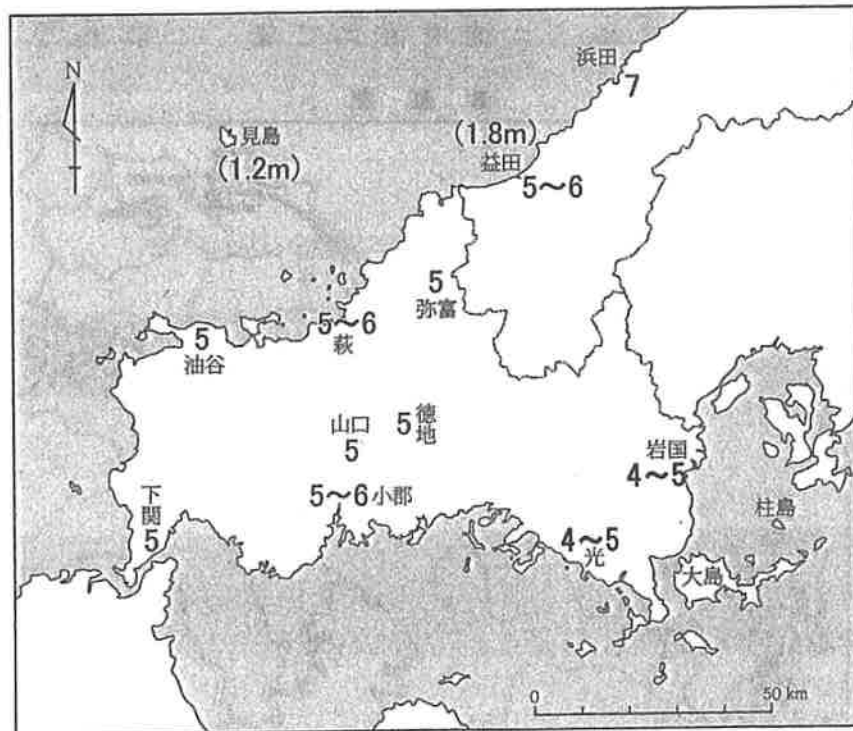 浜田
7
N
見島
(1.2m)
(1.8m)
益田
5〜6
5
弥富
5〜6
萩
5
油谷
山口
5
5
徳地
岩国
4〜5
5〜6 小郡
柱島
下関
5
4〜5
光
大島
0
50 km